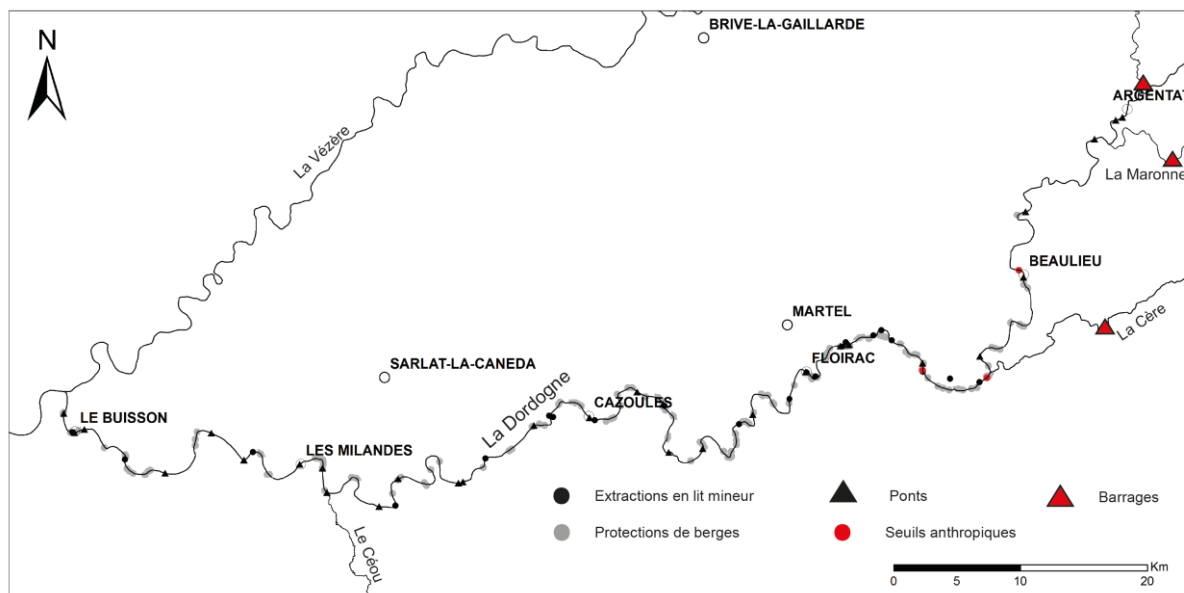 BRIVE-LA-GAILLARDE
N
ARGENTAT
La Vézère
La Maronne
BEAULIEU
MARTEL
La Cère
FLOIRAC
SARLAT-LA-CANEDA
La Dordogne
CAZOULES
LE BUISSON
LES MILANDES
Le Céou
Extractions en lit mineur
Ponts
Barrages
Protections de berges
Seuils anthropiques
Km
0 5 10 20